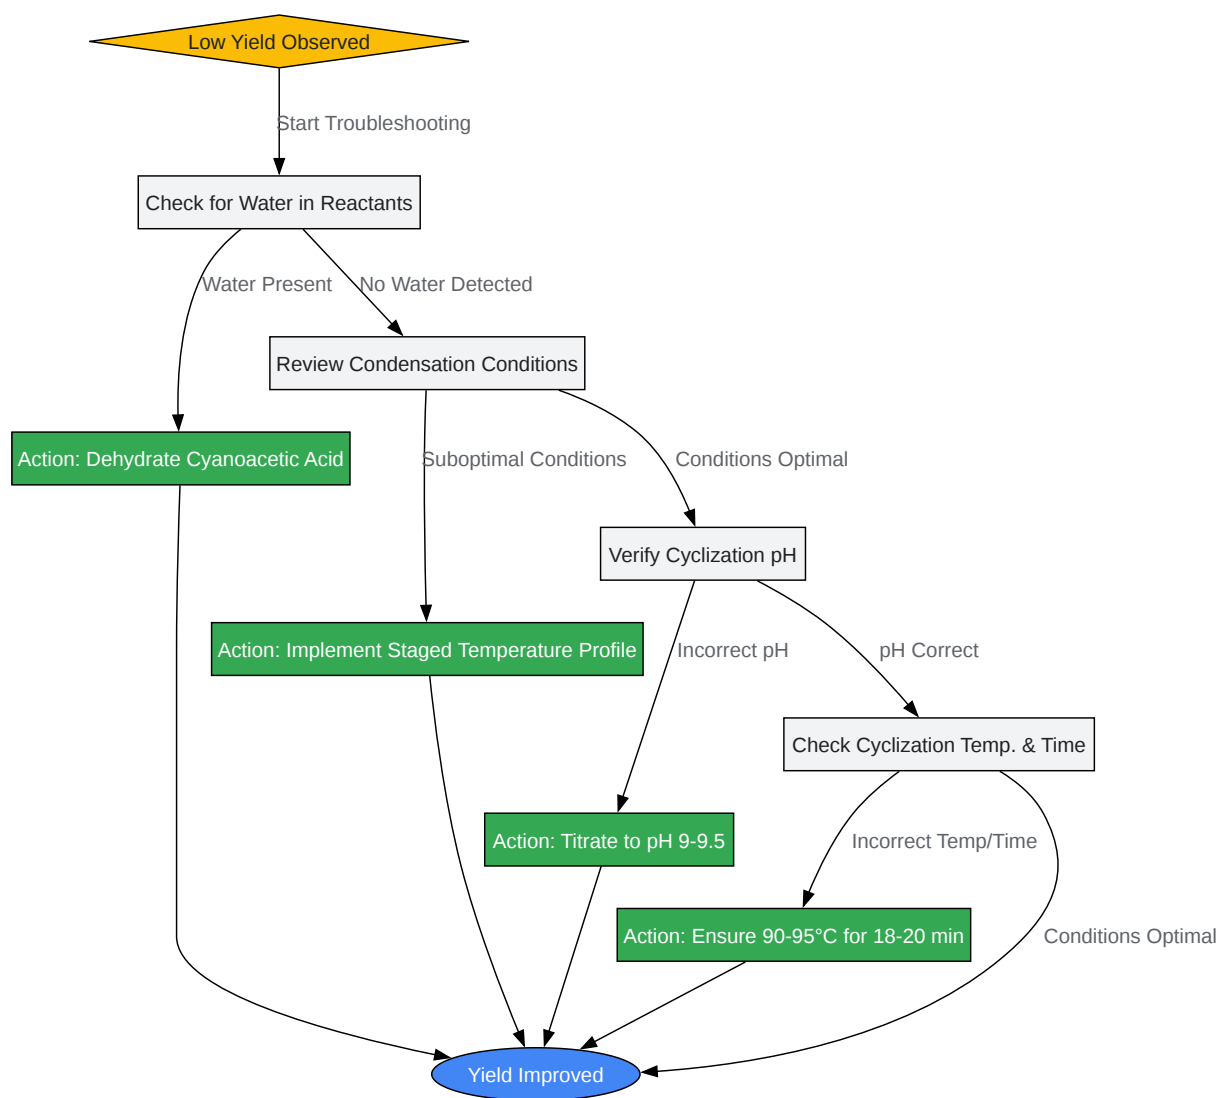 Low Yield Observed
Start Troubleshooting
Check for Water in Reactants
Water Present
No Water Detected
Review Condensation Conditions
Action: Dehydrate Cyanoacetic Acid
Suboptimal Conditions
Conditions Optimal
Verify Cyclization pH
Action: Implement Staged Temperature Profile
Incorrect pH
pH Correct
Check Cyclization Temp. & Time
Action: Titrate to pH 9-9.5
Incorrect Temp/Time
Action: Ensure 90-95°C for 18-20 min
Conditions Optimal
Yield Improved